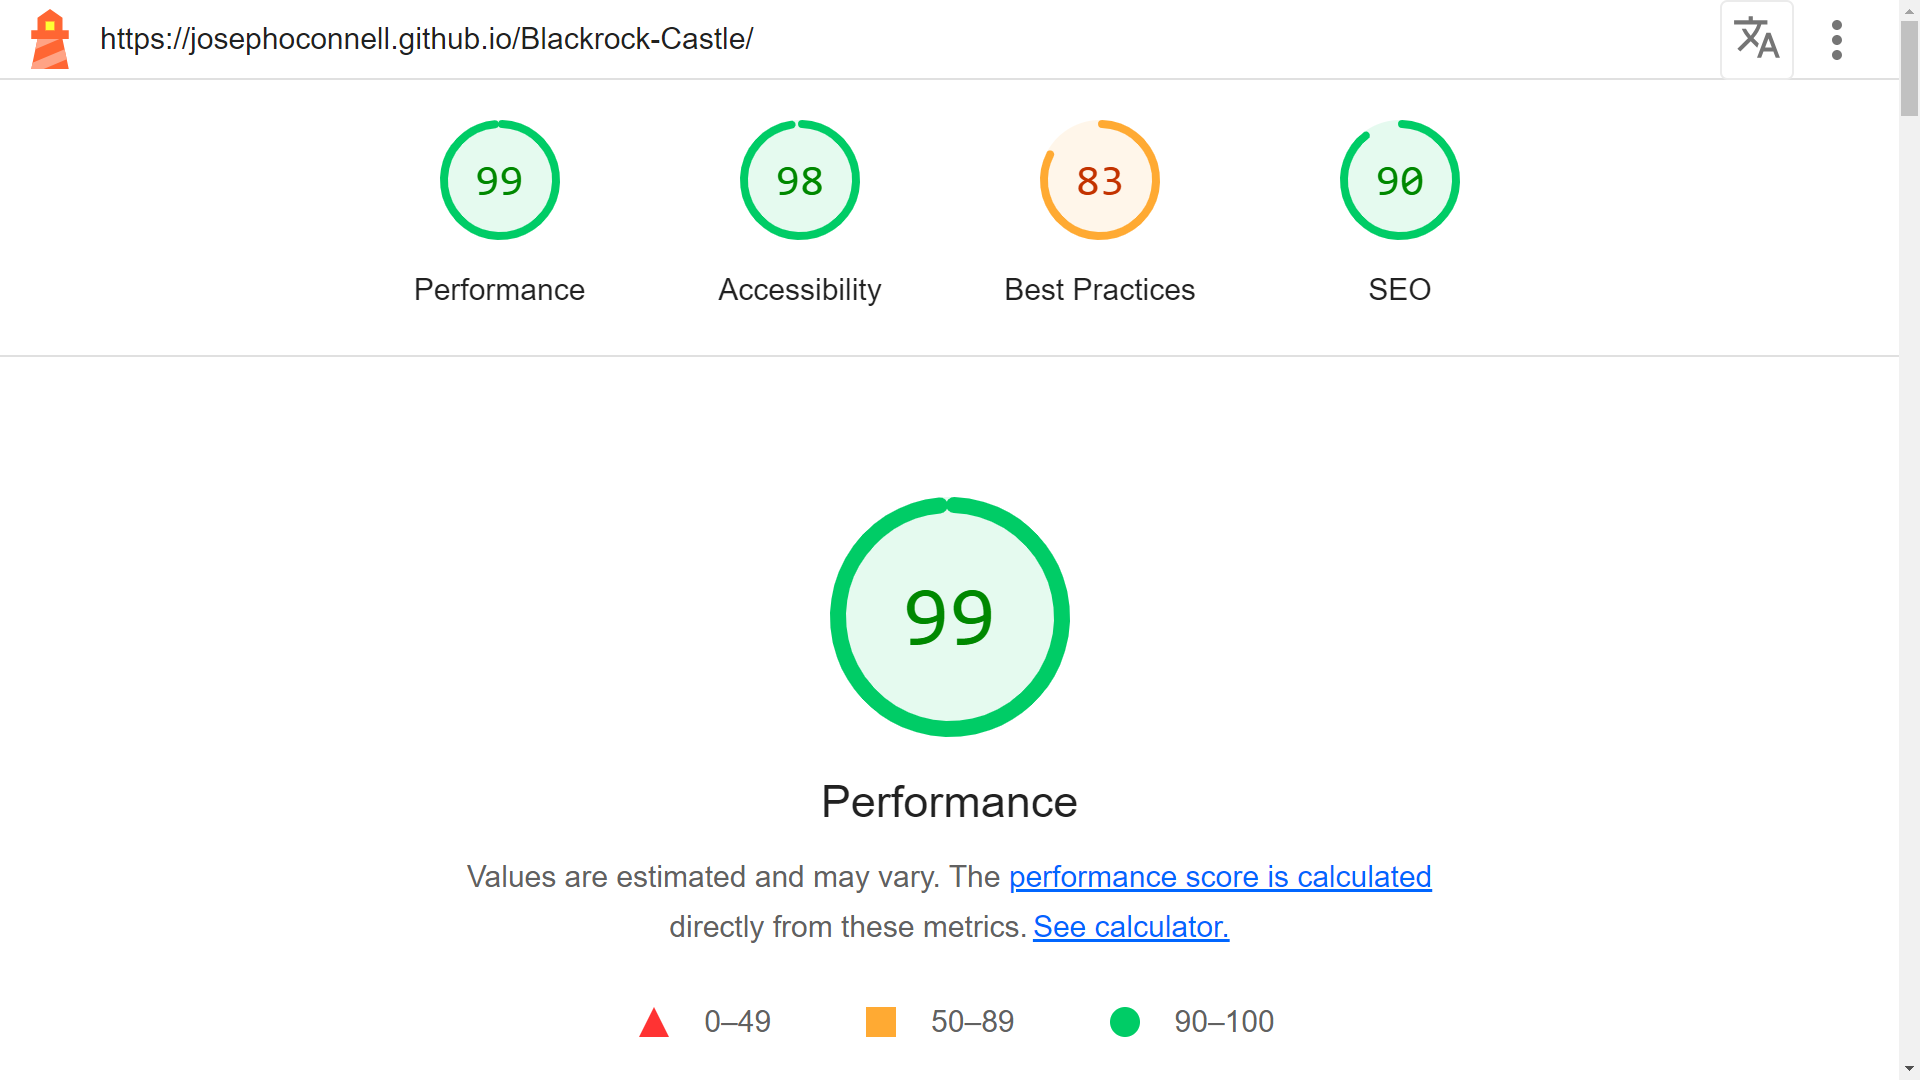 https://josephoconnell.github.io/Blackrock-Castle/
99
98
83
90
Performance
Accessibility
Best Practices
SEO
99
Performance
Values are estimated and may vary. The performance score is calculated
directly from these metrics. See calculator.
0–49
50–89
90–100